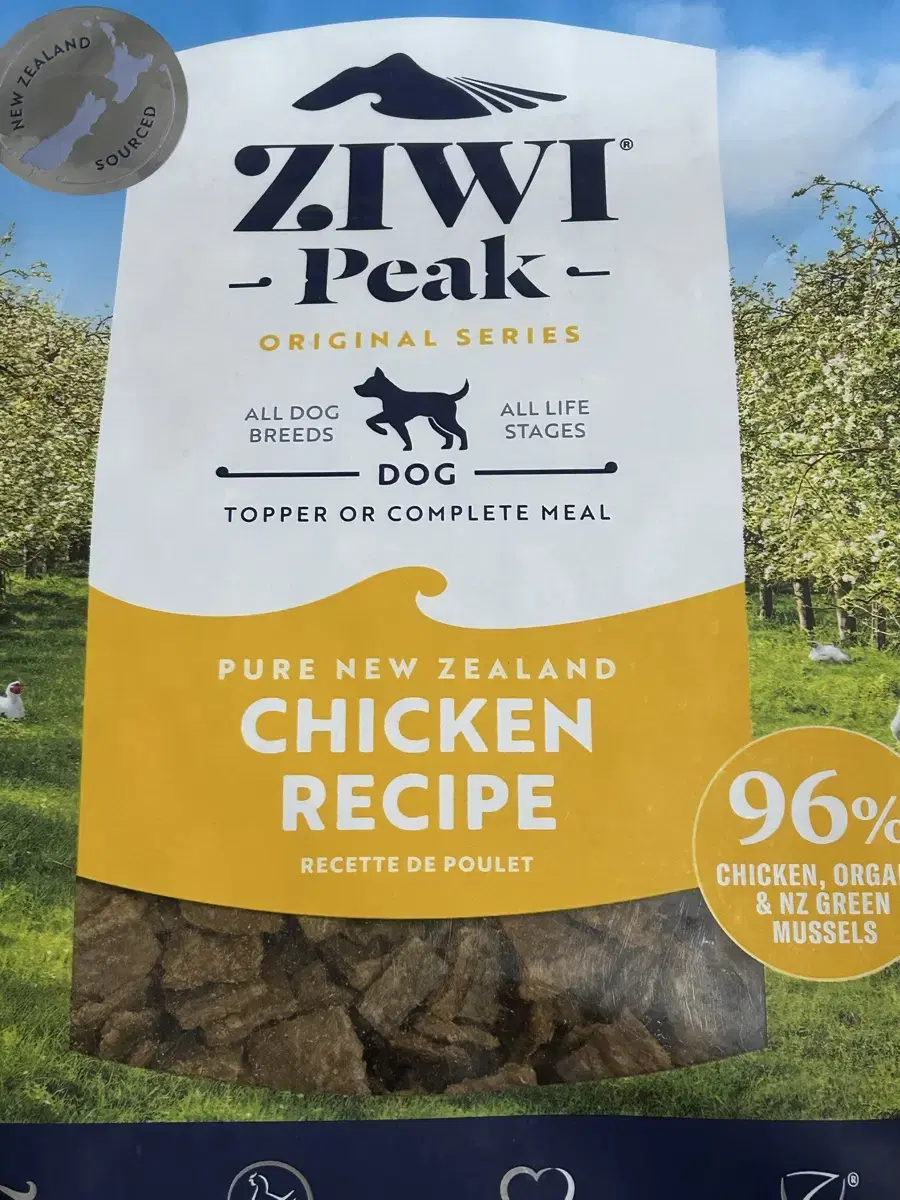 NEW ZEALAND
SOURCED
ZIWI®
Peak
ORIGINAL SERIES
ALL DOG
BREEDS
ALL LIFE
STAGES
DOG
TOPPER OR COMPLETE MEAL
PURE NEW ZEALAND
CHICKEN
RECIPE
RECETTE DE POULET
96%
CHICKEN,
& NZ GREEN
MUSSELS
®